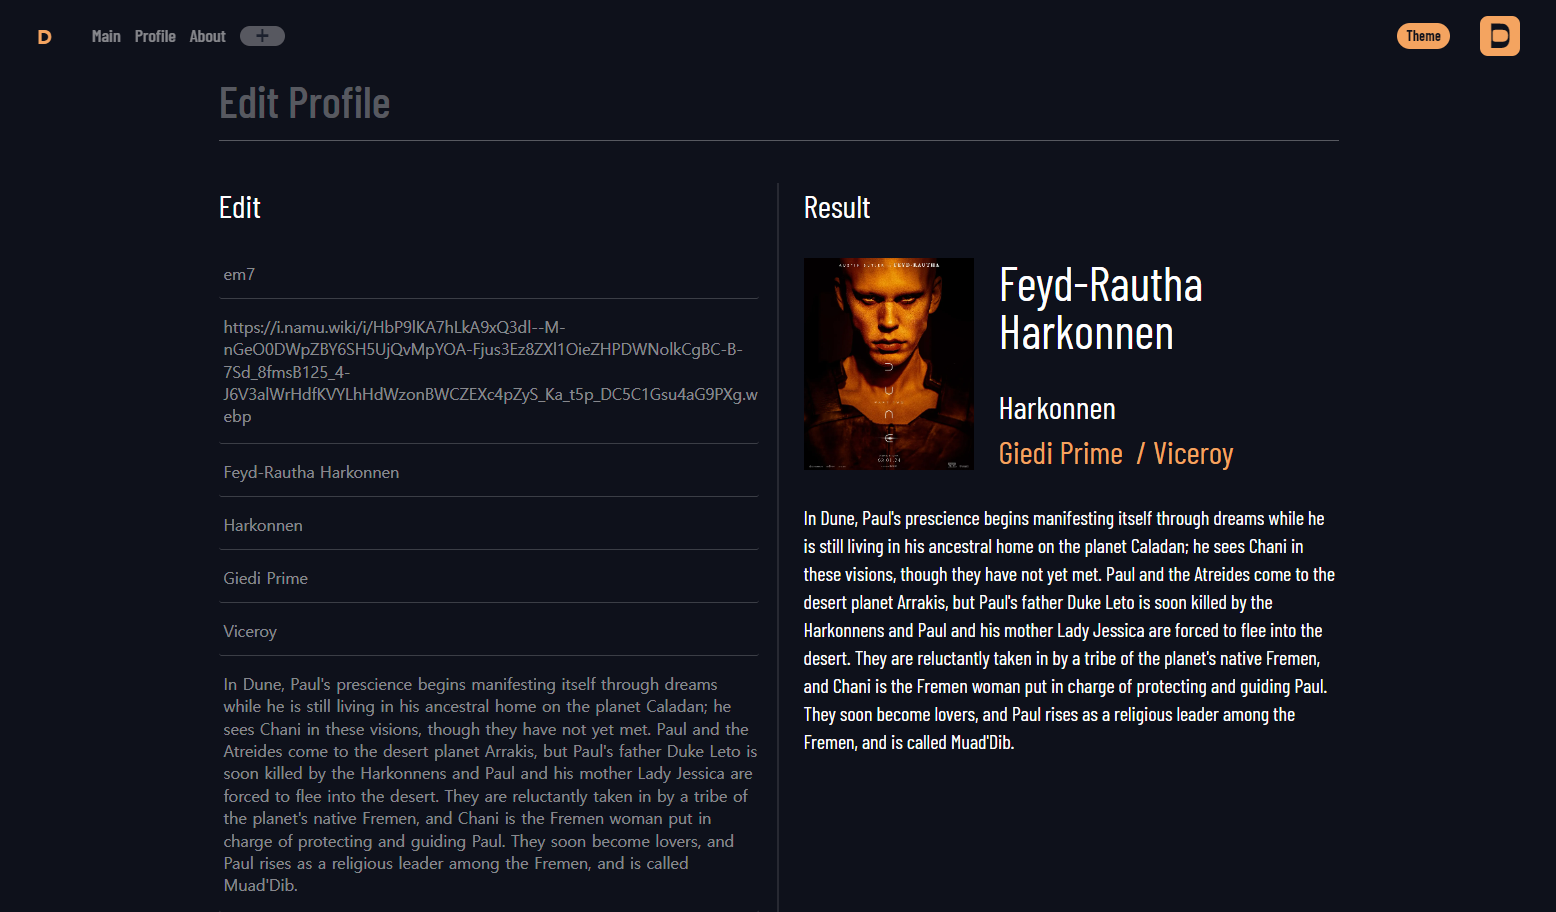 D Main Profile About + Theme D
Edit Profile
Edit
em7
https://i.namu.wiki/i/HbP9lKA7hLkA9xQ3dl--M-
nGeO0DWpZBY6SH5UjQvMpYOA-Fjus3Ez8ZXl1OieZHPDWNolkCgBC-B-
7Sd_8fmsB125_4-
J6V3alWrHdfKVYLhHdWzonBWCZEXc4pZyS_Ka_t5p_DC5C1Gsu4aG9PXg.w
ebp
Feyd-Rautha Harkonnen
Harkonnen
Giedi Prime
Viceroy
In Dune, Paul's prescience begins manifesting itself through dreams
while he is still living in his ancestral home on the planet Caladan; he
sees Chani in these visions, though they have not yet met. Paul and the
Atreides come to the desert planet Arrakis, but Paul's father Duke Leto is
soon killed by the Harkonnens and Paul and his mother Lady Jessica are
forced to flee into the desert. They are reluctantly taken in by a tribe of
the planet's native Fremen, and Chani is the Fremen woman put in
charge of protecting and guiding Paul. They soon become lovers, and
Paul rises as a religious leader among the Fremen, and is called
Muad'Dib.
Result
FEYD-RAUTHA
Feyd-Rautha
Harkonnen
Harkonnen
Giedi Prime / Viceroy
In Dune, Paul's prescience begins manifesting itself through dreams while he
is still living in his ancestral home on the planet Caladan; he sees Chani in
these visions, though they have not yet met. Paul and the Atreides come to the
desert planet Arrakis, but Paul's father Duke Leto is soon killed by the
Harkonnens and Paul and his mother Lady Jessica are forced to flee into the
desert. They are reluctantly taken in by a tribe of the planet's native Fremen,
and Chani is the Fremen woman put in charge of protecting and guiding Paul.
They soon become lovers, and Paul rises as a religious leader among the
Fremen, and is called Muad'Dib.